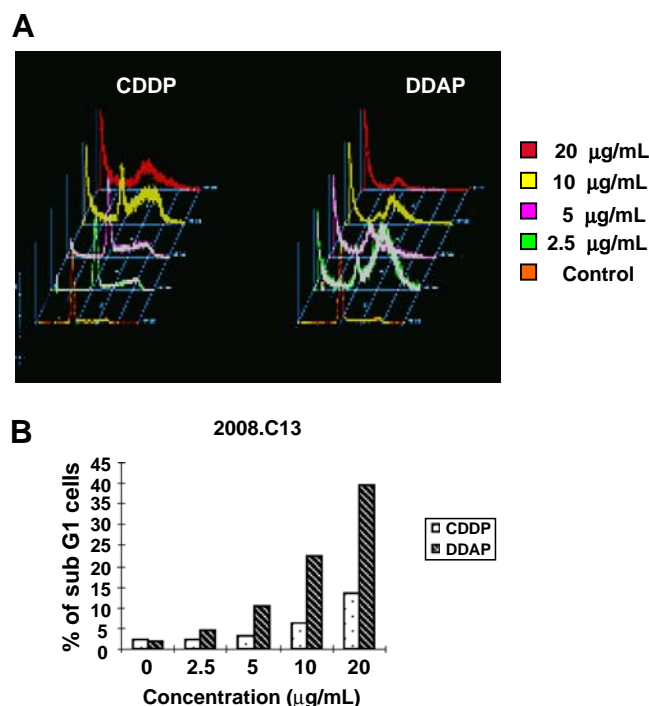 A
CDDP DDAP
20 µg/mL
10 µg/mL
5 µg/mL
2.5 µg/mL
Control
B
2008.C13
% of sub G1 cells
45
40
35
30
25
20
15
10
5
0
CDDP
DDAP
0 2.5 5 10 20
Concentration (µg/mL)